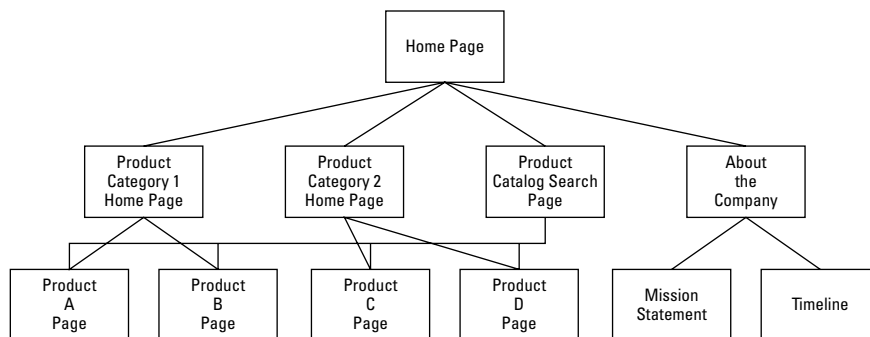 Home Page
Product
Category 1
Home Page
Product
Category 2
Home Page
Product
Catalog Search
Page
About
the
Company
Product
A
Page
Product
B
Page
Product
C
Page
Product
D
Page
Mission
Statement
Timeline